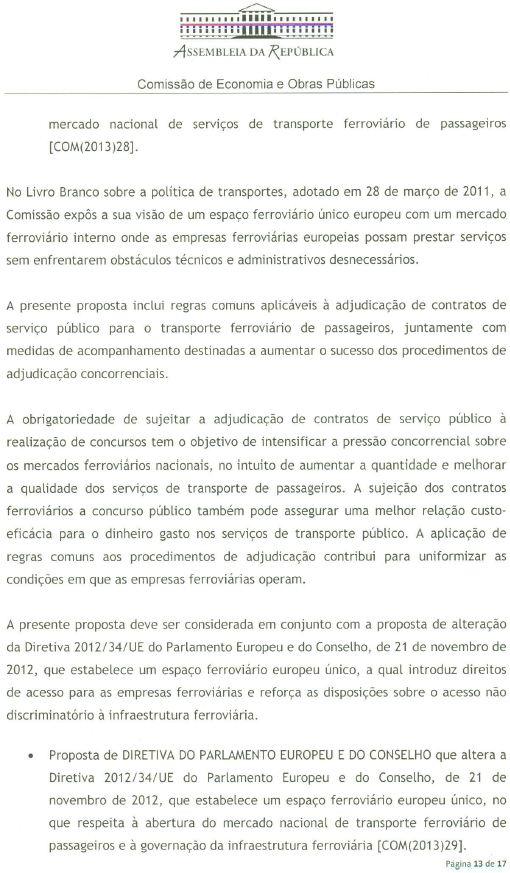 ASSEMBLEIA DA REPÚBLICA
Comissão de Economia e Obras Públicas
mercado nacional de serviços de transporte ferroviário de passageiros
[COM(2013)28].
No Livro Branco sobre a política de transportes, adotado em 28 de março de 2011, a
Comissão expôs a sua visão de um espaço ferroviário único europeu com um mercado
ferroviário interno onde as empresas ferroviárias europeias possam prestar serviços
sem enfrentarem obstáculos técnicos e administrativos desnecessários.
A presente proposta inclui regras comuns aplicáveis à adjudicação de contratos de
serviço público para o transporte ferroviário de passageiros, juntamente com
medidas de acompanhamento destinadas a aumentar o sucesso dos procedimentos de
adjudicação concorrenciais.
A obrigatoriedade de sujeitar a adjudicação de contratos de serviço público à
realização de concursos tem o objetivo de intensificar a pressão concorrencial sobre
os mercados ferroviários nacionais, no intuito de aumentar a quantidade e melhorar
a qualidade dos serviços de transporte de passageiros. A sujeição dos contratos
ferroviários a concurso público também pode assegurar uma melhor relação custo-
eficácia para o dinheiro gasto nos serviços de transporte público. A aplicação de
regras comuns aos procedimentos de adjudicação contribui para uniformizar as
condições em que as empresas ferroviárias operam.
A presente proposta deve ser considerada em conjunto com a proposta de alteração
da Diretiva 2012/34/UE do Parlamento Europeu e do Conselho, de 21 de novembro de
2012, que estabelece um espaço ferroviário europeu único, a qual introduz direitos
de acesso para as empresas ferroviárias e reforça as disposições sobre o acesso não
discriminatório à infraestrutura ferroviária.
• Proposta de DIRETIVA DO PARLAMENTO EUROPEU E DO CONSELHO que altera a
Diretiva 2012/34/UE do Parlamento Europeu e do Conselho, de 21 de
novembro de 2012, que estabelece um espaço ferroviário europeu único, no
que respeita à abertura do mercado nacional de transporte ferroviário de
passageiros e à governação da infraestrutura ferroviária [COM(2013)29].
Página 13 de 17